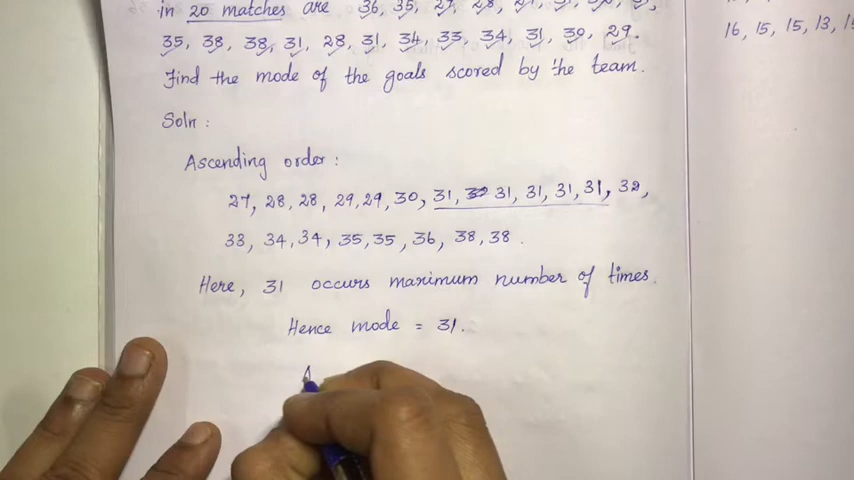 in 20 matches are 36, 35, 27, 28,
35, 38, 38, 31, 28, 31, 34, 33, 34, 31, 30, 29.
Find the mode of the goals scored by the team.
Soln:
Ascending order:
27, 28, 28, 29, 29, 30, 31, 31, 31, 31, 31, 32,
33, 34, 34, 35, 35, 36, 38, 38.
Here, 31 occurs maximum number of times.
Hence mode = 31.
16, 15, 15, 13,